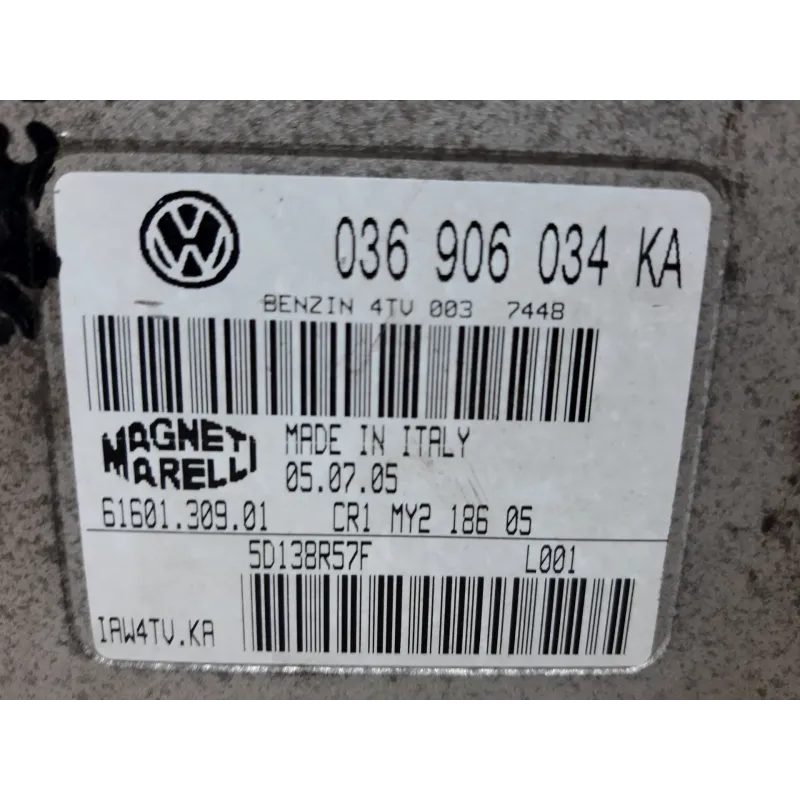 036 906 034 KA
BENZIN 4TV 003 7448
MAGNETI
MARELLI
MADE IN ITALY
05.07.05
61601.309.01 CR1 MY2 186 05
5D138R57F L001
IAW4TV.KA